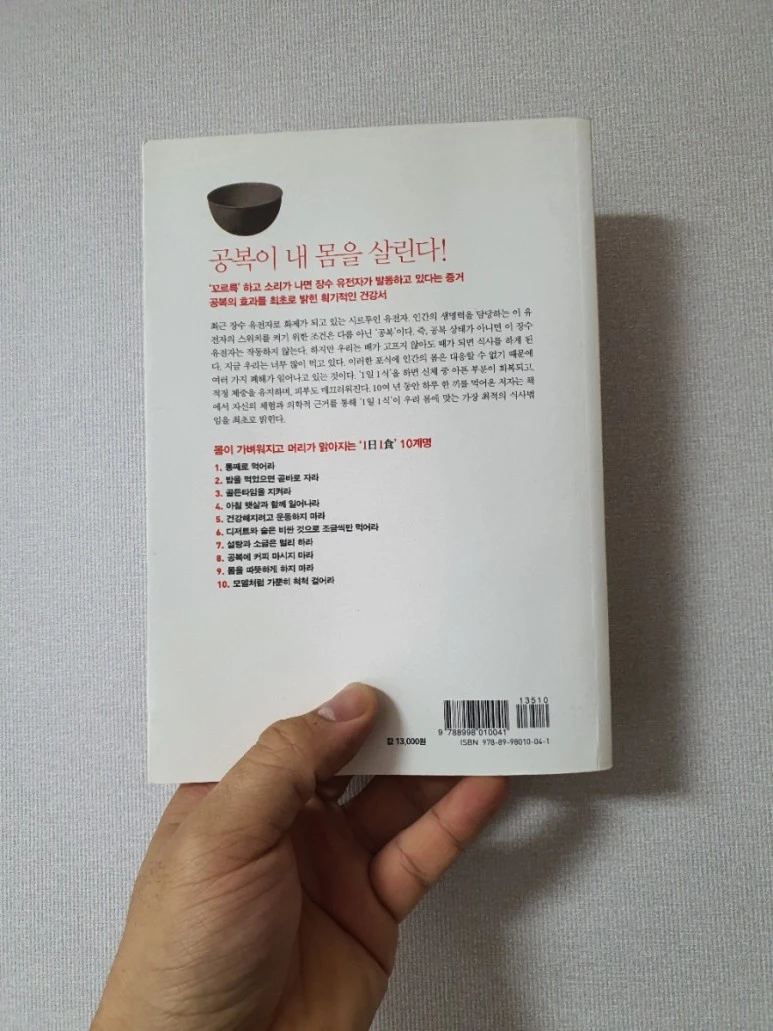 공복이 내 몸을 살린다!
'꼬르륵' 하고 소리가 나면 장수 유전자가 발동하고 있다는 증거
공복의 효과를 최초로 밝힌 획기적인 건강서
최근 장수 유전자로 화제가 되고 있는 시르투인 유전자. 인간의 생명력을 담당하는 이 유
전자의 스위치를 켜기 위한 조건은 다름 아닌 '공복'이다. 즉, 공복 상태가 아니면 이 장수
유전자는 작동하지 않는다. 하지만 우리는 배가 고프지 않아도 때가 되면 식사를 하게 된
다. 지금 우리는 너무 많이 먹고 있다. 이러한 포식에 인간의 몸은 대응할 수 없기 때문에
여러 가지 폐해가 일어나고 있는 것이다. '1일 1식'을 하면 신체 중 아픈 부분이 회복되고,
적정 체중을 유지하며, 피부도 매끄러워진다. 10여 년 동안 하루 한 끼를 먹어온 저자는 책
에서 자신의 체험과 의학적 근거를 통해 '1일 1식'이 우리 몸에 맞는 가장 최적의 식사법
임을 최초로 밝힌다.
몸이 가벼워지고 머리가 맑아지는 '1日1食' 10계명
1. 통째로 먹어라
2. 밥을 먹었으면 곧바로 자라
3. 골든타임을 지켜라
4. 아침 햇살과 함께 일어나라
5. 건강해지려고 운동하지 마라
6. 디저트와 술은 비싼 것으로 조금씩만 먹어라
7. 설탕과 소금은 멀리 하라
8. 공복에 커피 마시지 마라
9. 몸을 따뜻하게 하지 마라
10. 모델처럼 가뿐히 척척 걸어라
13510
9 788998 010041
값 13,000원
ISBN 978-89-98010-04-1